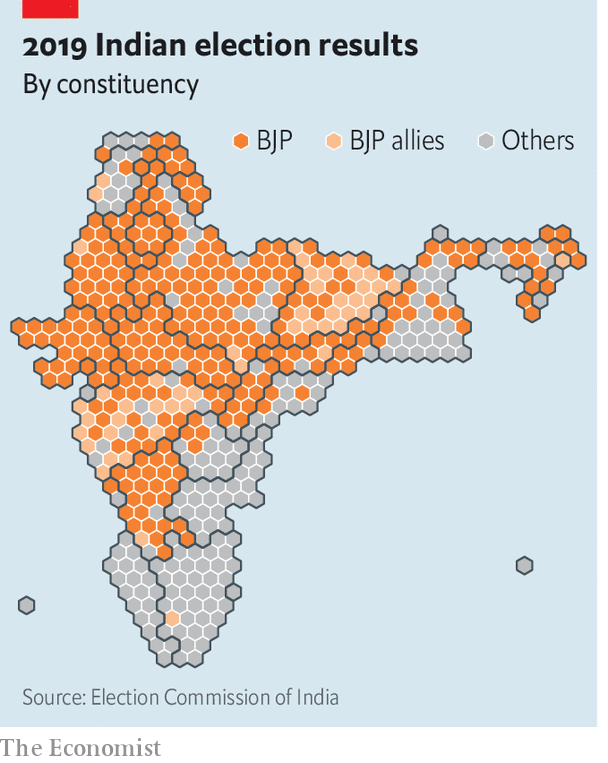 2019 Indian election results
By constituency
BJP BJP allies Others
Source: Election Commission of India
The Economist